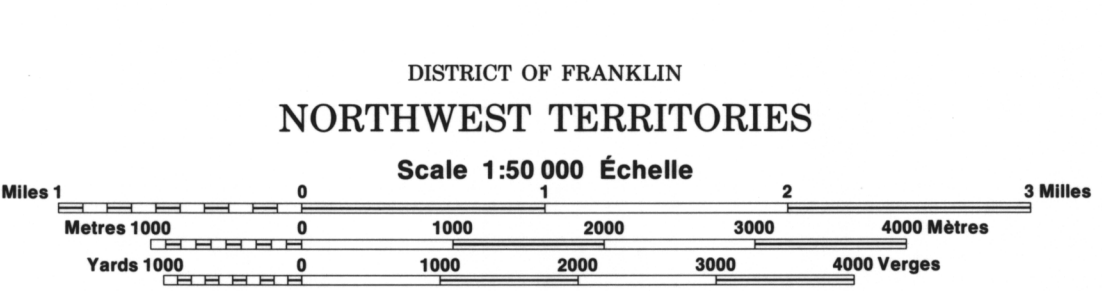 DISTRICT OF FRANKLIN
NORTHWEST TERRITORIES
Scale 1:50 000 Échelle
Miles 1 0 1 2 3 Milles
Metres 1000 0 1000 2000 3000 4000 Mètres
Yards 1000 0 1000 2000 3000 4000 Verges